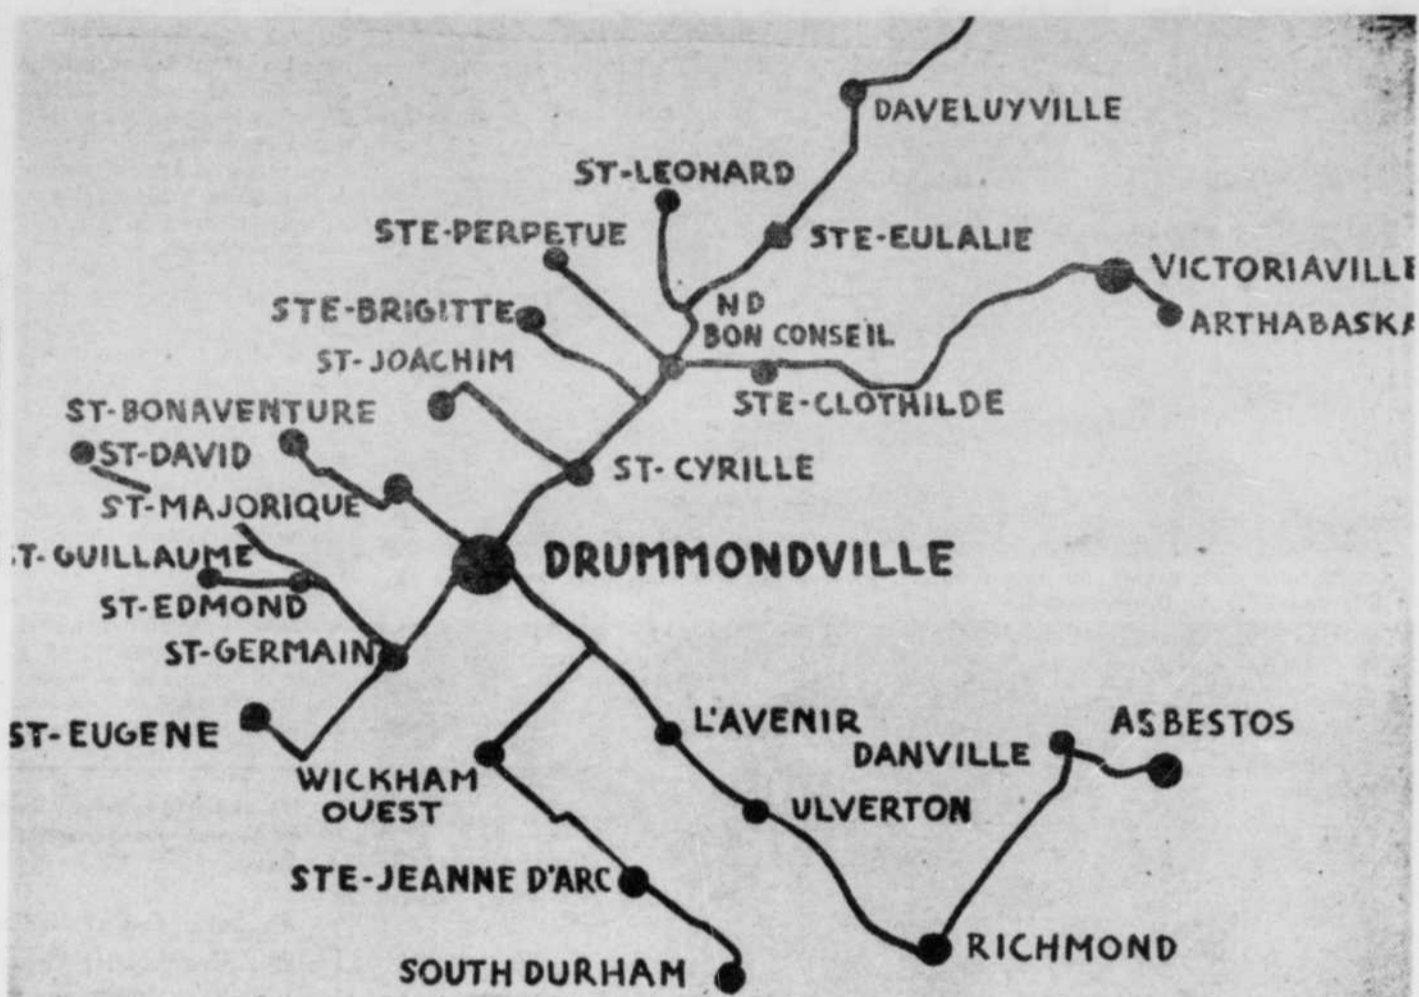 DAVELUYVILLE
ST-LEONARD
STE-PERPETUE
STE-EULALIE
VICTORIAVILLE
STE-BRIGITTE
ND
BON CONSEIL
ARTHABASKA
ST-JOACHIM
STE-CLOTHILDE
ST-BONAVENTURE
ST-DAVID
ST-CYRILLE
ST-MAJORIQUE
ST-GUILLAUME
DRUMMONDVILLE
ST-EDMOND
ST-GERMAIN
ST-EUGENE
L'AVENIR
ASBESTOS
DANVILLE
WICKHAM
OUEST
ULVERTON
STE-JEANNE D'ARC
RICHMOND
SOUTH DURHAM